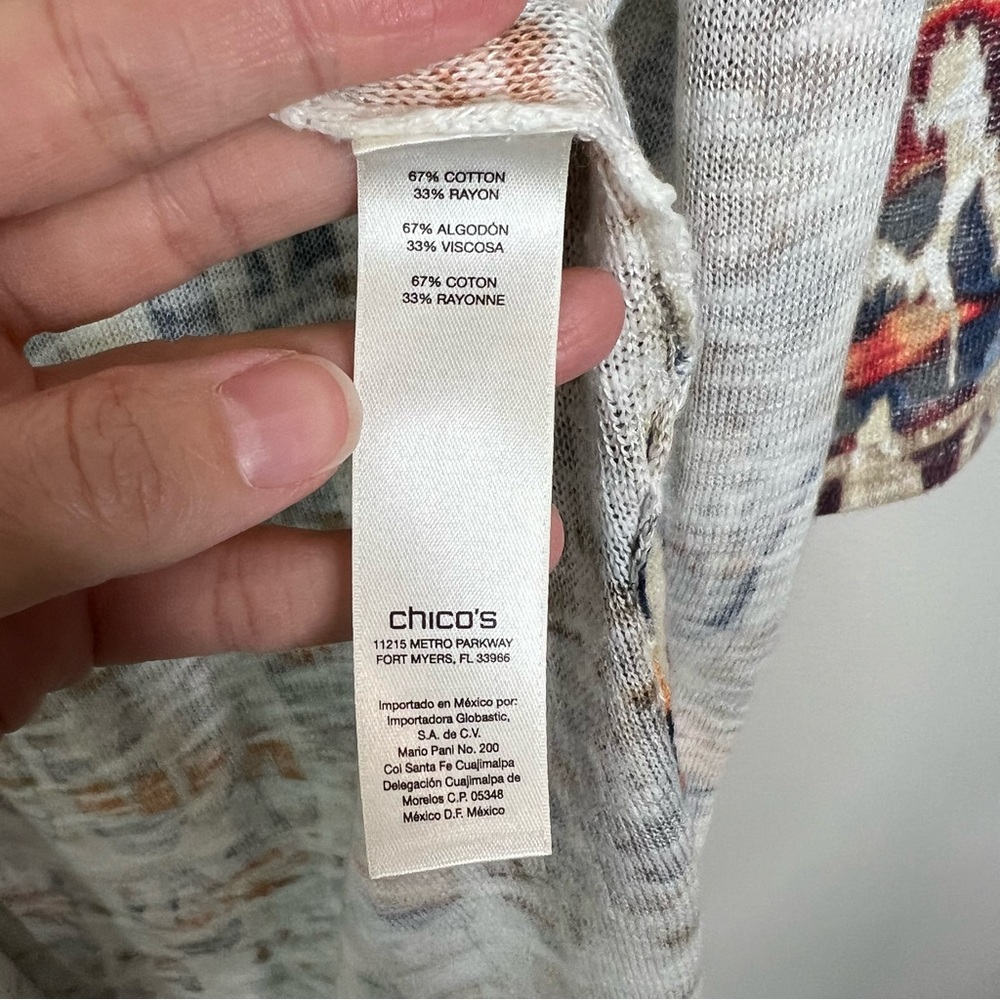 67% COTTON
33% RAYON
67% ALGODÓN
33% VISCOSA
67% COTON
33% RAYONNE
chico's
11215 METRO PARKWAY
FORT MYERS, FL 33966
Importado en México por:
Importadora Globastic,
S.A. de C.V.
Mario Pani No. 200
Col Santa Fe Cuajimalpa
Delegación Cuajimalpa de
Morelos C.P. 05348
México D.F. México